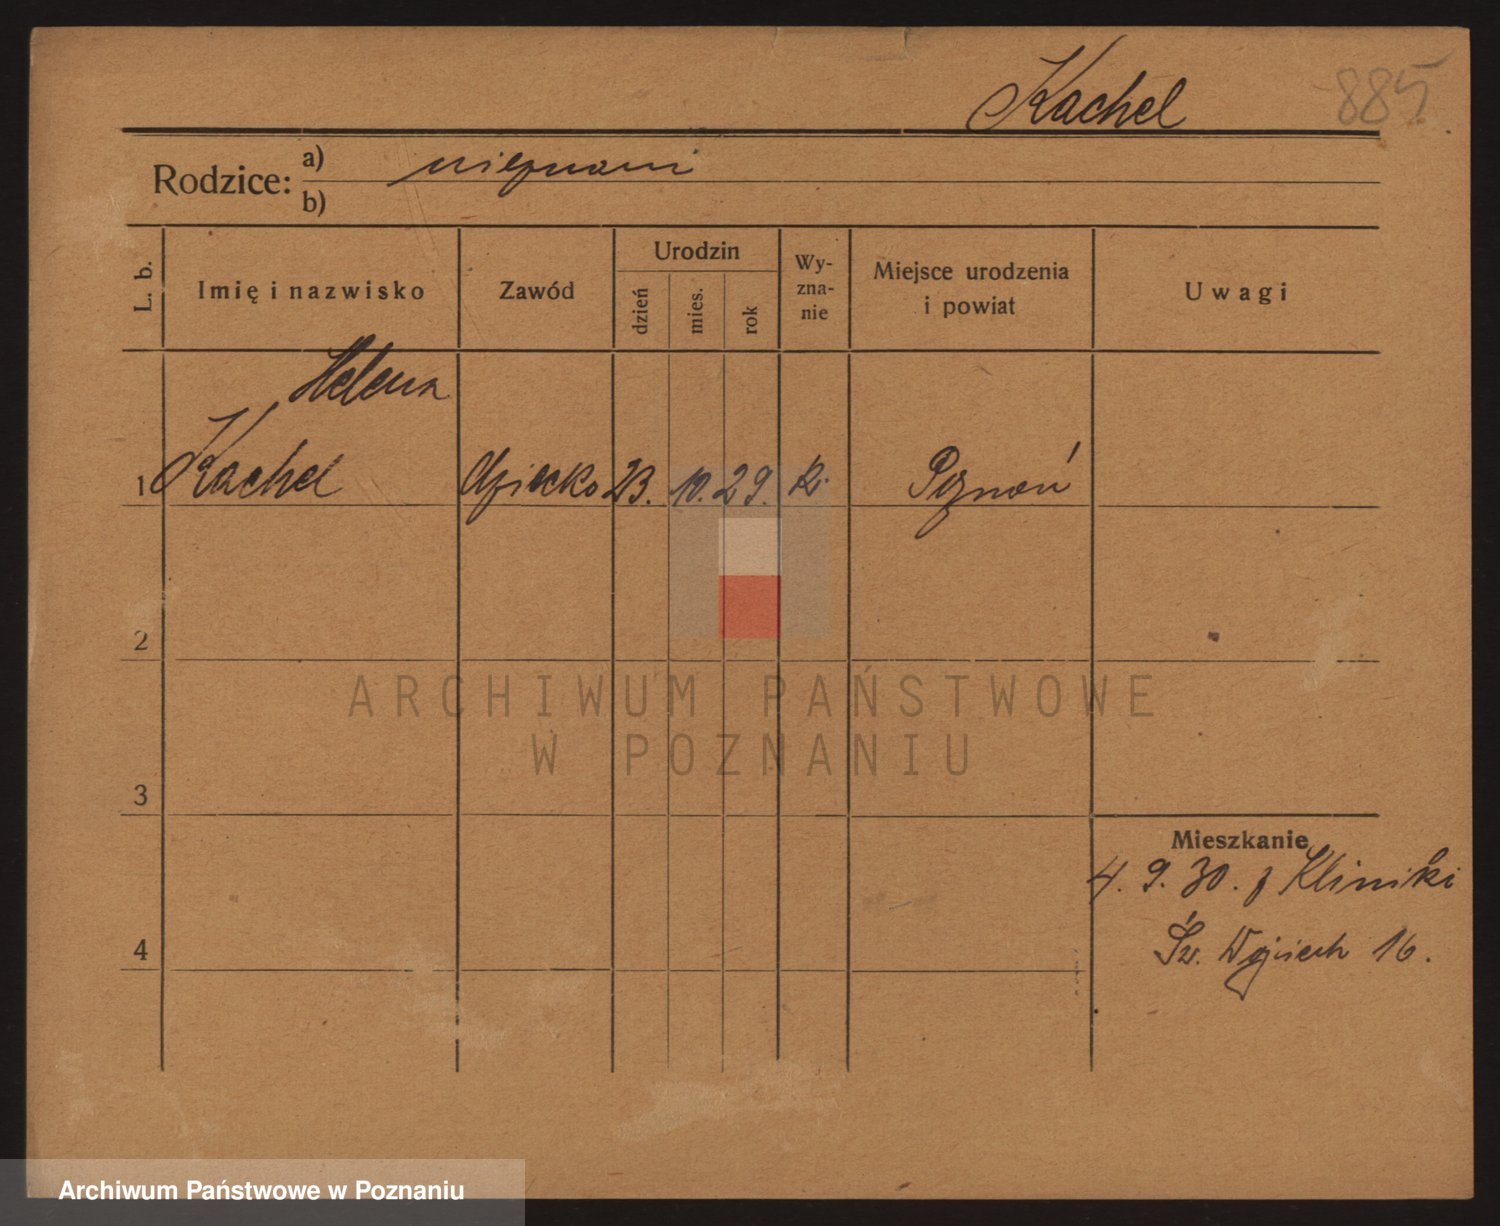 Kachel 885
Rodzice: a) nieznani
b)
L. b. Imię i nazwisko Zawód Urodzin dzień mies. rok Wy-zna-nie Miejsce urodzenia i powiat Uwagi
Helena
1 Kachel dziecko 23. 10. 29. k. Poznań
2
ARCHIWUM PAŃSTWOWE
W POZNANIU
3
Mieszkanie
4. 9. 30. z Kliniki
Św. Wojciech 16.
4
Archiwum Państwowe w Poznaniu